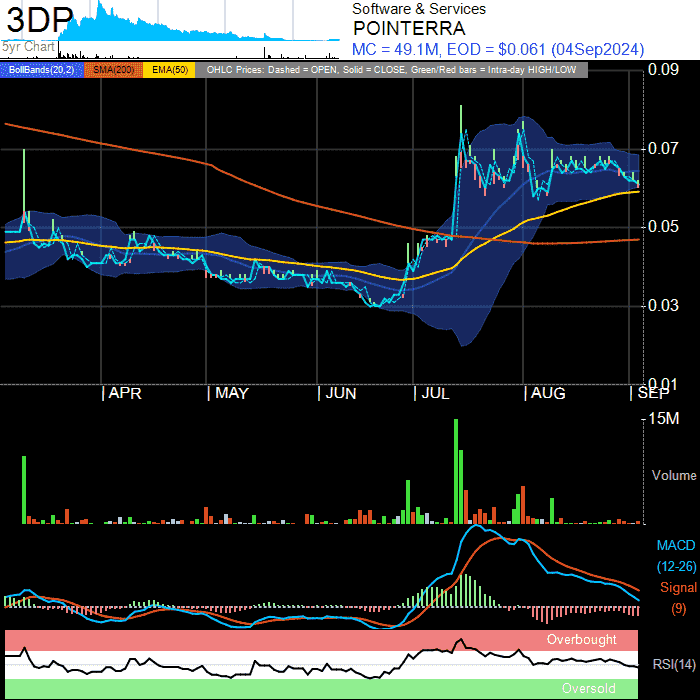 3DP
5yr Chart
Software & Services
POINTERRA
MC = 49.1M, EOD = $0.061 (04Sep2024)
BollBands(20,2) SMA(200) EMA(50) OHLC Prices: Dashed = OPEN, Solid = CLOSE, Green/Red bars = Intra-day HIGH/LOW
0.09
0.07
0.05
0.03
0.01
| APR | MAY | JUN | JUL | AUG | SEP
15M
Volume
MACD
(12-26)
Signal
(9)
Overbought
RSI(14)
Oversold